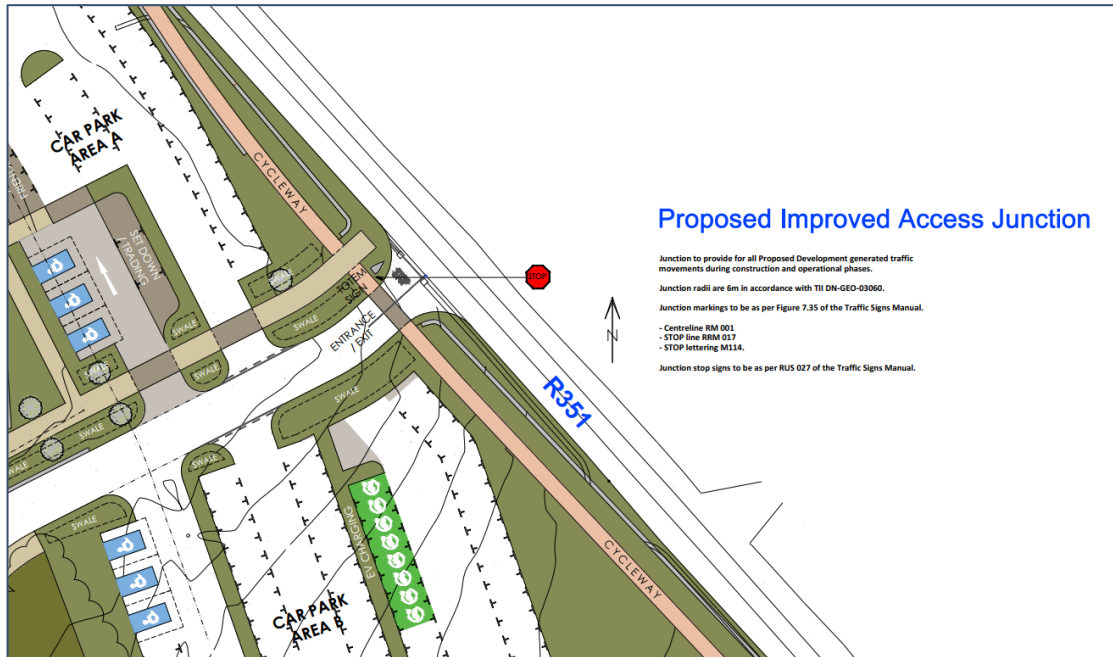 CAR PARK
AREA A
CYCLEWAY
SET DOWN
/ TRADING
SWALE
SWALE
SWALE
SWALE
TOTEM
SIGN
STOP
ENTRANCE
/ EXIT
SWALE
SWALE
SWALE
SWALE
SWALE
SWALE
EV CHARGING
CAR PARK
AREA B
CYCLEWAY
R351
N
Proposed Improved Access Junction
Junction to provide for all Proposed Development generated traffic
movements during construction and operational phases.
Junction radii are 6m in accordance with TII DN-GEO-03060.
Junction markings to be as per Figure 7.35 of the Traffic Signs Manual.
- Centreline RM 001
- STOP line RRM 017
- STOP lettering M114.
Junction stop signs to be as per RUS 027 of the Traffic Signs Manual.